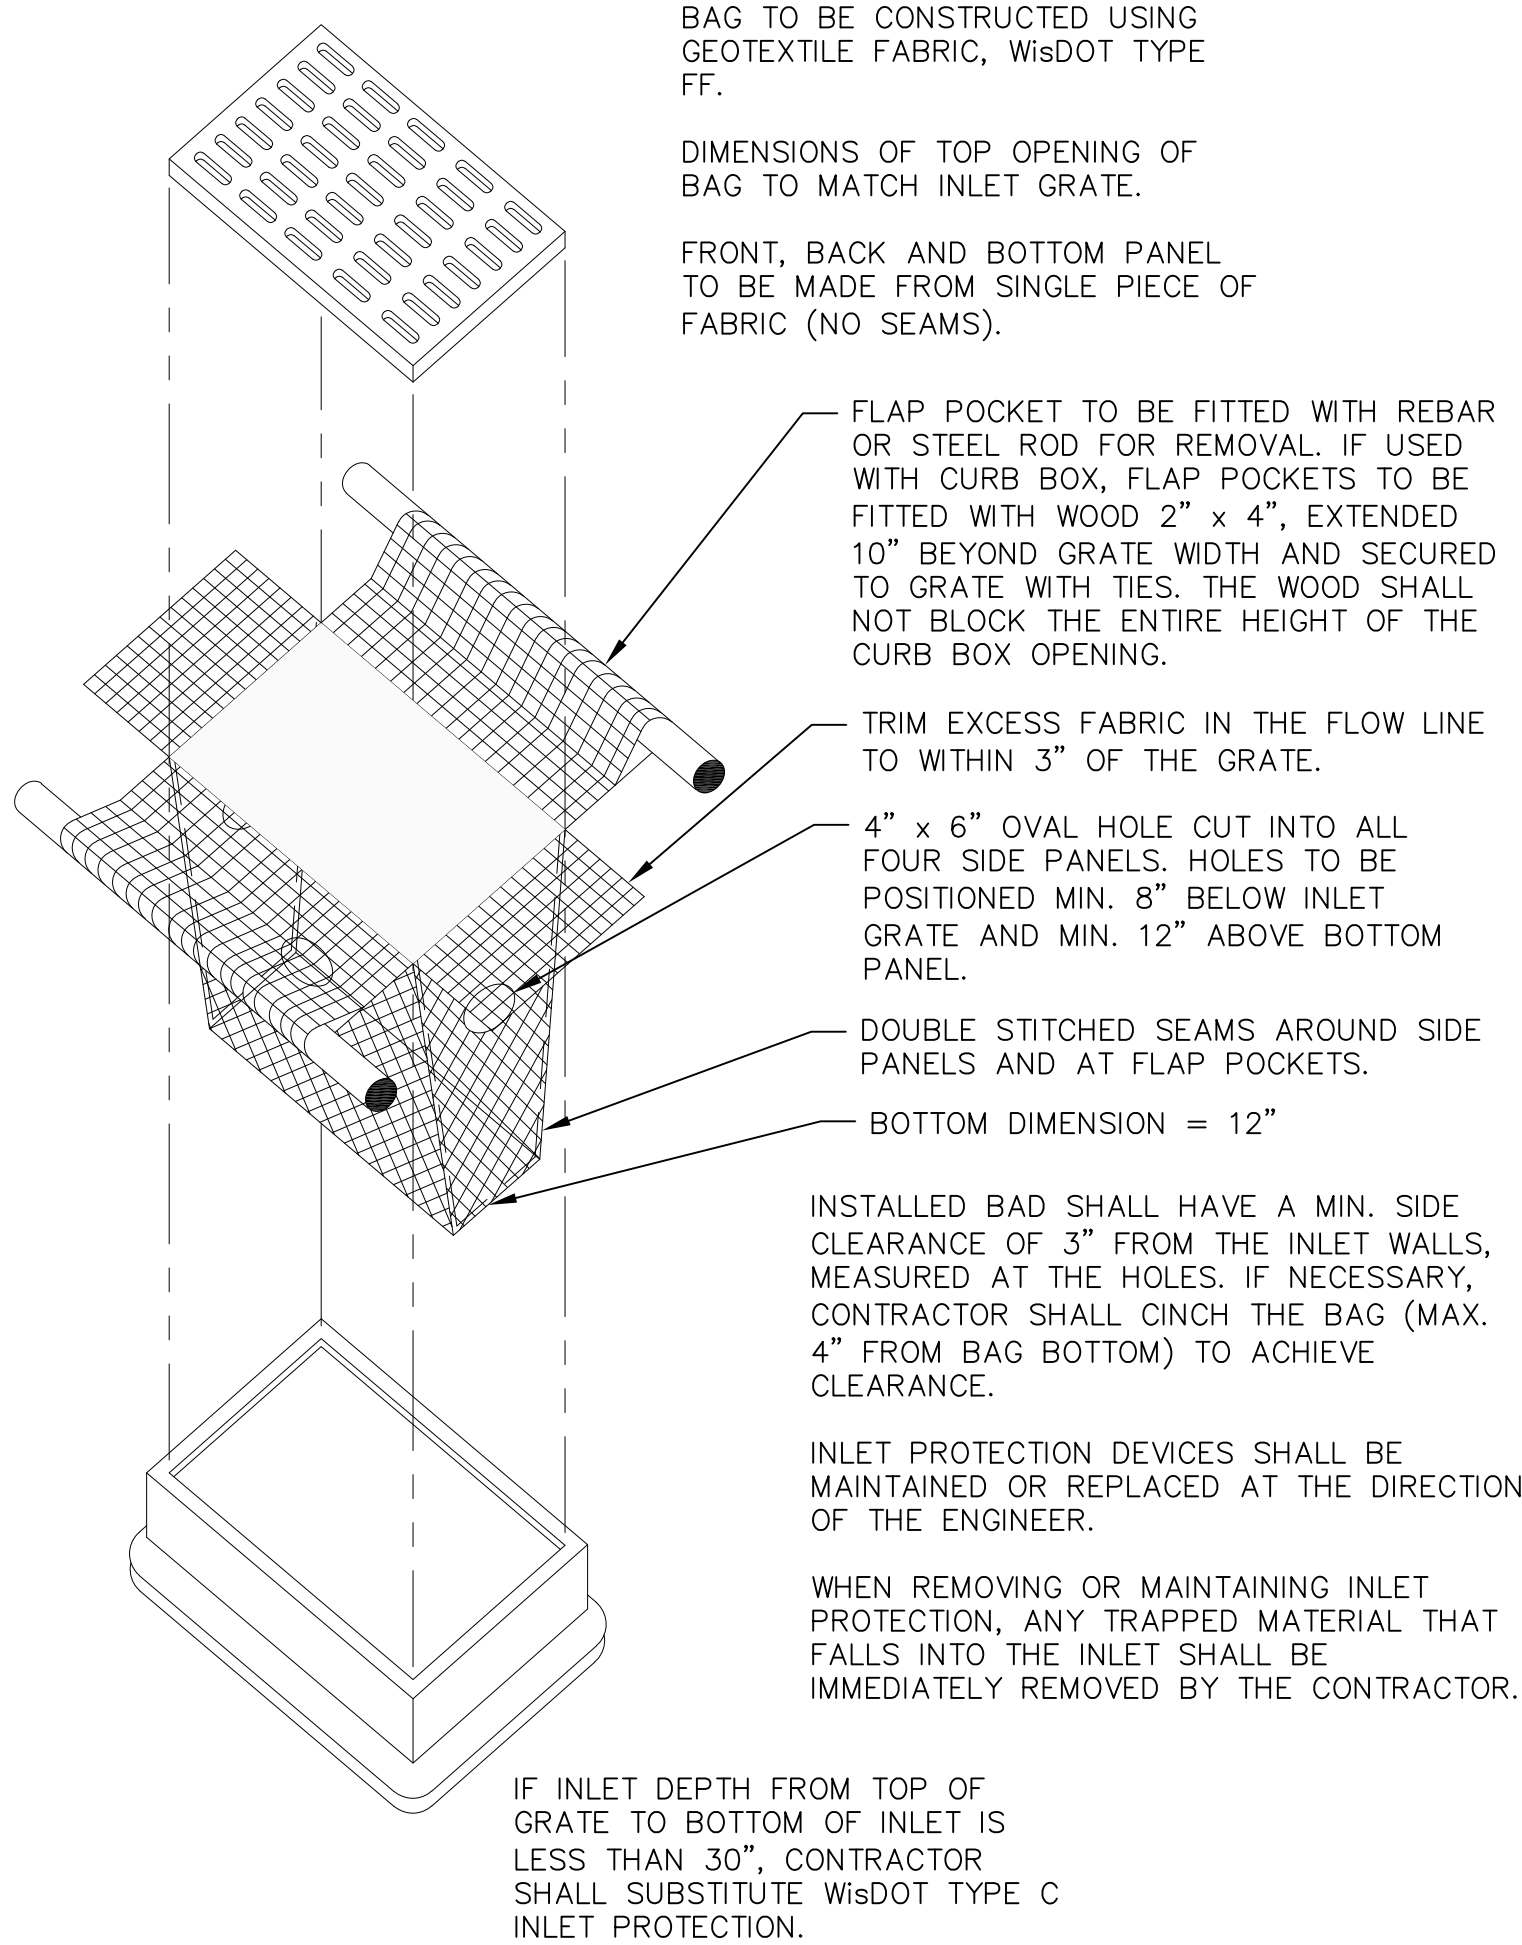 BAG TO BE CONSTRUCTED USING
GEOTEXTILE FABRIC, WisDOT TYPE
FF.
DIMENSIONS OF TOP OPENING OF
BAG TO MATCH INLET GRATE.
FRONT, BACK AND BOTTOM PANEL
TO BE MADE FROM SINGLE PIECE OF
FABRIC (NO SEAMS).
FLAP POCKET TO BE FITTED WITH REBAR
OR STEEL ROD FOR REMOVAL. IF USED
WITH CURB BOX, FLAP POCKETS TO BE
FITTED WITH WOOD 2” x 4”, EXTENDED
10” BEYOND GRATE WIDTH AND SECURED
TO GRATE WITH TIES. THE WOOD SHALL
NOT BLOCK THE ENTIRE HEIGHT OF THE
CURB BOX OPENING.
TRIM EXCESS FABRIC IN THE FLOW LINE
TO WITHIN 3” OF THE GRATE.
4” x 6” OVAL HOLE CUT INTO ALL
FOUR SIDE PANELS. HOLES TO BE
POSITIONED MIN. 8” BELOW INLET
GRATE AND MIN. 12” ABOVE BOTTOM
PANEL.
DOUBLE STITCHED SEAMS AROUND SIDE
PANELS AND AT FLAP POCKETS.
BOTTOM DIMENSION = 12”
INSTALLED BAD SHALL HAVE A MIN. SIDE
CLEARANCE OF 3” FROM THE INLET WALLS,
MEASURED AT THE HOLES. IF NECESSARY,
CONTRACTOR SHALL CINCH THE BAG (MAX.
4” FROM BAG BOTTOM) TO ACHIEVE
CLEARANCE.
INLET PROTECTION DEVICES SHALL BE
MAINTAINED OR REPLACED AT THE DIRECTION
OF THE ENGINEER.
WHEN REMOVING OR MAINTAINING INLET
PROTECTION, ANY TRAPPED MATERIAL THAT
FALLS INTO THE INLET SHALL BE
IMMEDIATELY REMOVED BY THE CONTRACTOR.
IF INLET DEPTH FROM TOP OF
GRATE TO BOTTOM OF INLET IS
LESS THAN 30”, CONTRACTOR
SHALL SUBSTITUTE WisDOT TYPE C
INLET PROTECTION.